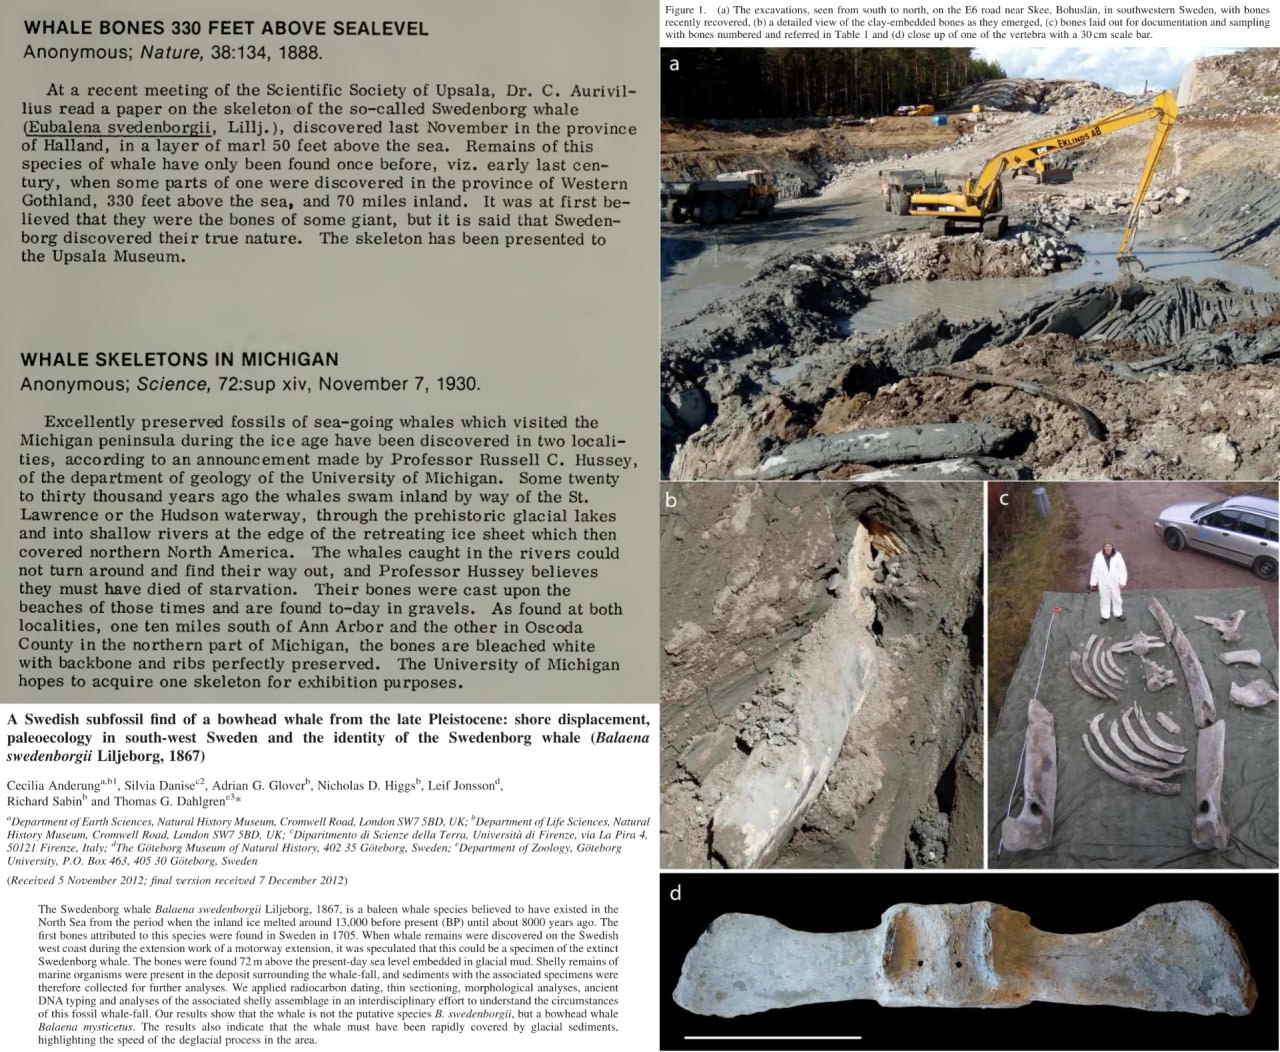 WHALE BONES 330 FEET ABOVE SEALEVEL
Anonymous; Nature, 38:134, 1888.
At a recent meeting of the Scientific Society of Upsala, Dr. C. Aurivil-
lius read a paper on the skeleton of the so-called Swedenborg whale
(Eubalena svedenborgii, Lillj.), discovered last November in the province
of Halland, in a layer of marl 50 feet above the sea. Remains of this
species of whale have only been found once before, viz. early last cen-
tury, when some parts of one were discovered in the province of Western
Gothland, 330 feet above the sea, and 70 miles inland. It was at first be-
lieved that they were the bones of some giant, but it is said that Sweden-
borg discovered their true nature. The skeleton has been presented to
the Upsala Museum.
WHALE SKELETONS IN MICHIGAN
Anonymous; Science, 72:sup xiv, November 7, 1930.
Excellently preserved fossils of sea-going whales which visited the
Michigan peninsula during the ice age have been discovered in two locali-
ties, according to an announcement made by Professor Russell C. Hussey,
of the department of geology of the University of Michigan. Some twenty
to thirty thousand years ago the whales swam inland by way of the St.
Lawrence or the Hudson waterway, through the prehistoric glacial lakes
and into shallow rivers at the edge of the retreating ice sheet which then
covered northern North America. The whales caught in the rivers could
not turn around and find their way out, and Professor Hussey believes
they must have died of starvation. Their bones were cast upon the
beaches of those times and are found to-day in gravels. As found at both
localities, one ten miles south of Ann Arbor and the other in Oscoda
County in the northern part of Michigan, the bones are bleached white
with backbone and ribs perfectly preserved. The University of Michigan
hopes to acquire one skeleton for exhibition purposes.
A Swedish subfossil find of a bowhead whale from the late Pleistocene: shore displacement,
paleoecology in south-west Sweden and the identity of the Swedenborg whale (Balaena
swedenborgii Liljeborg, 1867)
Cecilia Anderung^a,b1, Silvia Danise^c2, Adrian G. Glover^b, Nicholas D. Higgs^b, Leif Jonsson^d,
Richard Sabin^b and Thomas G. Dahlgren^e3*
^aDepartment of Earth Sciences, Natural History Museum, Cromwell Road, London SW7 5BD, UK; ^bDepartment of Life Sciences, Natural
History Museum, Cromwell Road, London SW7 5BD, UK; ^cDiparitmento di Scienze della Terra, Università di Firenze, via La Pira 4,
50121 Firenze, Italy; ^dThe Göteborg Museum of Natural History, 402 35 Göteborg, Sweden; ^eDepartment of Zoology, Göteborg
University, P.O. Box 463, 405 30 Göteborg, Sweden
(Received 5 November 2012; final version received 7 December 2012)
The Swedenborg whale Balaena swedenborgii Liljeborg, 1867, is a baleen whale species believed to have existed in the
North Sea from the period when the inland ice melted around 13,000 before present (BP) until about 8000 years ago. The
first bones attributed to this species were found in Sweden in 1705. When whale remains were discovered on the Swedish
west coast during the extension work of a motorway extension, it was speculated that this could be a specimen of the extinct
Swedenborg whale. The bones were found 72 m above the present-day sea level embedded in glacial mud. Shelly remains of
marine organisms were present in the deposit surrounding the whale-fall, and sediments with the associated specimens were
therefore collected for further analyses. We applied radiocarbon dating, thin sectioning, morphological analyses, ancient
DNA typing and analyses of the associated shelly assemblage in an interdisciplinary effort to understand the circumstances
of this fossil whale-fall. Our results show that the whale is not the putative species B. swedenborgii, but a bowhead whale
Balaena mysticetus. The results also indicate that the whale must have been rapidly covered by glacial sediments,
highlighting the speed of the deglacial process in the area.
Figure 1. (a) The excavations, seen from south to north, on the E6 road near Skee, Bohuslän, in southwestern Sweden, with bones
recently recovered, (b) a detailed view of the clay-embedded bones as they emerged, (c) bones laid out for documentation and sampling
with bones numbered and referred in Table 1 and (d) close up of one of the vertebra with a 30 cm scale bar.
a
EKLINDS AB
b
c
d